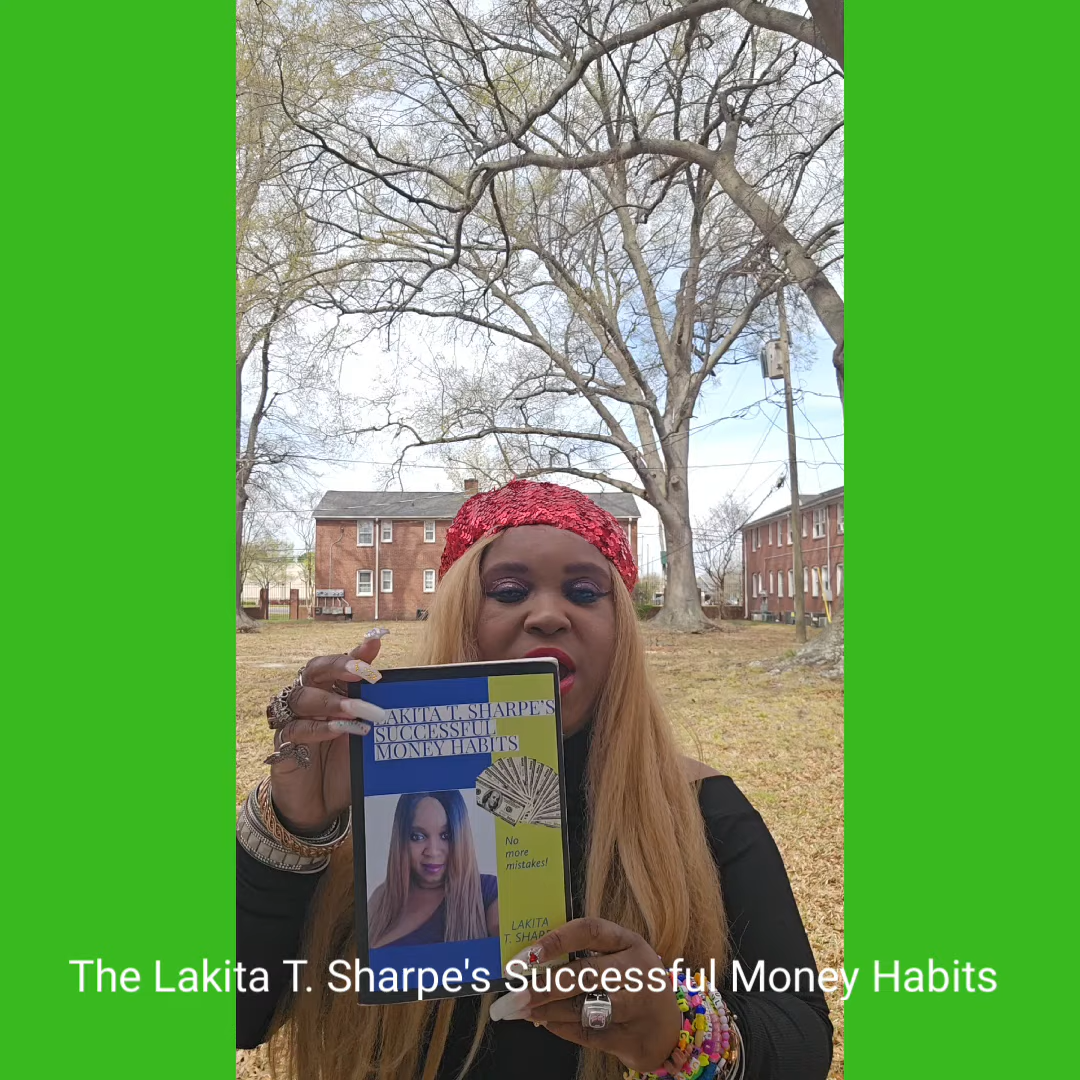 LAKITA T. SHARPE'S
SUCCESSFUL
MONEY HABITS
No
more
mistakes!
LAKITA
T. SHARP
The Lakita T. Sharpe's Successful Money Habits